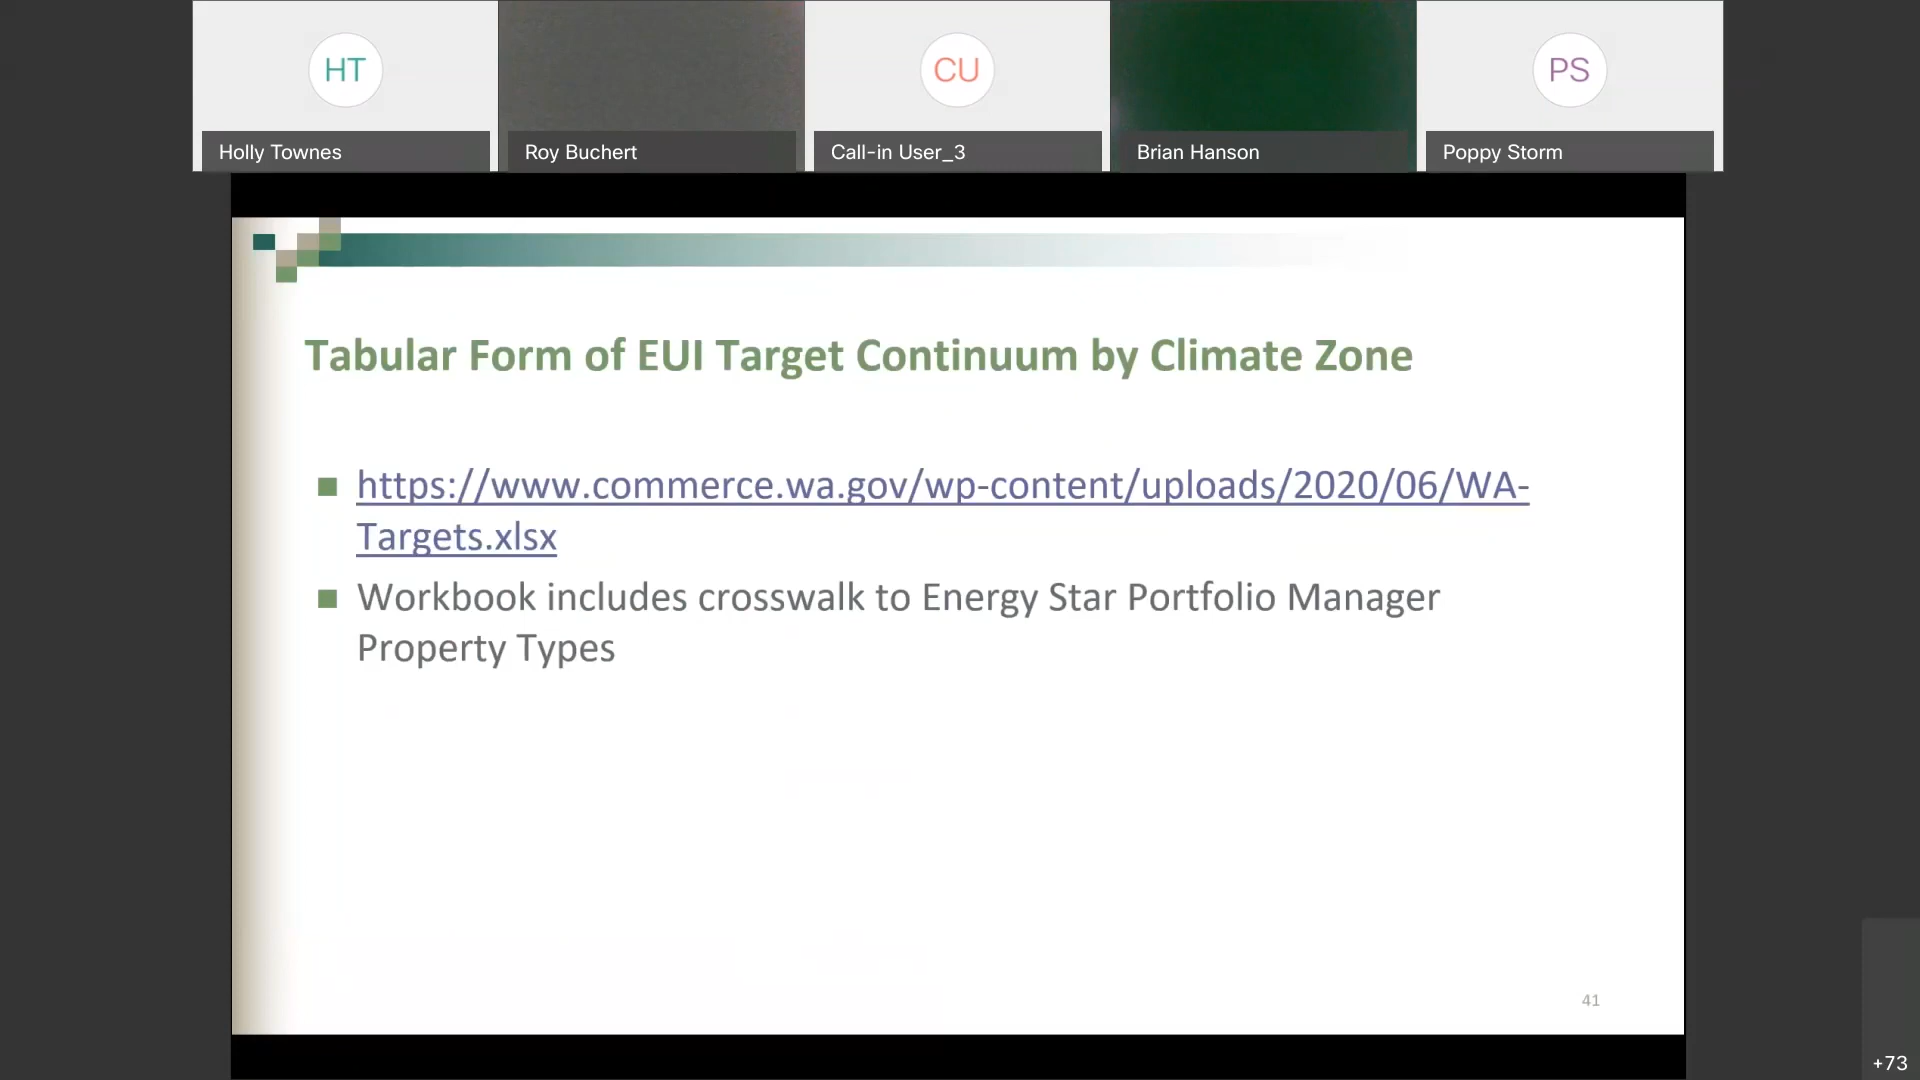 HT
CU
PS
Holly Townes
Roy Buchert
Call-in User_3
Brian Hanson
Poppy Storm
Tabular Form of EUI Target Continuum by Climate Zone
https://www.commerce.wa.gov/wp-content/uploads/2020/06/WA-
Targets.xlsx
Workbook includes crosswalk to Energy Star Portfolio Manager
Property Types
41
+73